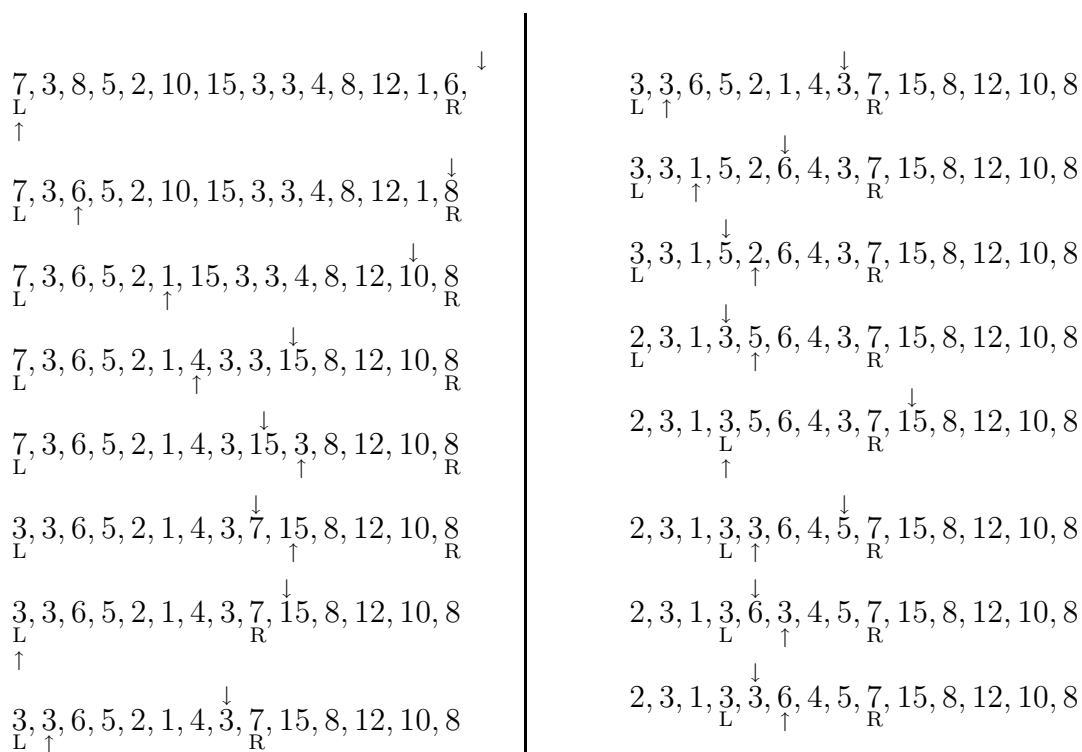 ↓
7, 3, 8, 5, 2, 10, 15, 3, 3, 4, 8, 12, 1, 6,
L R
↑
↓
7, 3, 6, 5, 2, 10, 15, 3, 3, 4, 8, 12, 1, 8
L ↑ R
↓
7, 3, 6, 5, 2, 1, 15, 3, 3, 4, 8, 12, 10, 8
L ↑ R
↓
7, 3, 6, 5, 2, 1, 4, 3, 3, 15, 8, 12, 10, 8
L ↑ R
↓
7, 3, 6, 5, 2, 1, 4, 3, 15, 3, 8, 12, 10, 8
L ↑ R
↓
3, 3, 6, 5, 2, 1, 4, 3, 7, 15, 8, 12, 10, 8
L ↑ R
↓
3, 3, 6, 5, 2, 1, 4, 3, 7, 15, 8, 12, 10, 8
L R
↑
↓
3, 3, 6, 5, 2, 1, 4, 3, 7, 15, 8, 12, 10, 8
L ↑ R
↓
3, 3, 6, 5, 2, 1, 4, 3, 7, 15, 8, 12, 10, 8
L ↑ R
↓
3, 3, 1, 5, 2, 6, 4, 3, 7, 15, 8, 12, 10, 8
L ↑ R
↓
3, 3, 1, 5, 2, 6, 4, 3, 7, 15, 8, 12, 10, 8
L ↑ R
↓
2, 3, 1, 3, 5, 6, 4, 3, 7, 15, 8, 12, 10, 8
L ↑ R
↓
2, 3, 1, 3, 5, 6, 4, 3, 7, 15, 8, 12, 10, 8
L R
↑
↓
2, 3, 1, 3, 3, 6, 4, 5, 7, 15, 8, 12, 10, 8
L ↑ R
↓
2, 3, 1, 3, 6, 3, 4, 5, 7, 15, 8, 12, 10, 8
L ↑ R
↓
2, 3, 1, 3, 3, 6, 4, 5, 7, 15, 8, 12, 10, 8
L ↑ R